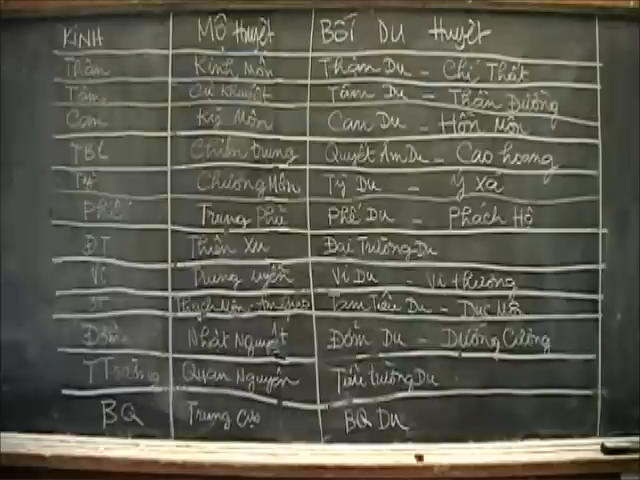 KINH Mộ Huyệt BỐI DU Huyệt
Thận Kinh Môn Thận Du - Chí Thất
Tâm Cự Khuyết Tâm Du - Thần Đường
Can Kỳ Môn Can Du - Hồn Môn
TBL Chiên trung Quyết Âm Du - Cao hoang
Tỳ Chương Môn Tỳ Du - Ý Xá
Phế Trung Phủ Phế Du - Phách Hộ
ĐT Thiên Xu Đại Trường Du
Vị Trung uyển Vị Du - Vị thương
Thạch Môn - Tam Tiêu Du - Dục Môn
Đởm Nhật Nguyệt Đởm Du - Dương Cương
TTrường Quan Nguyên Tiểu trường Du
BQ Trung Cực BQ Du